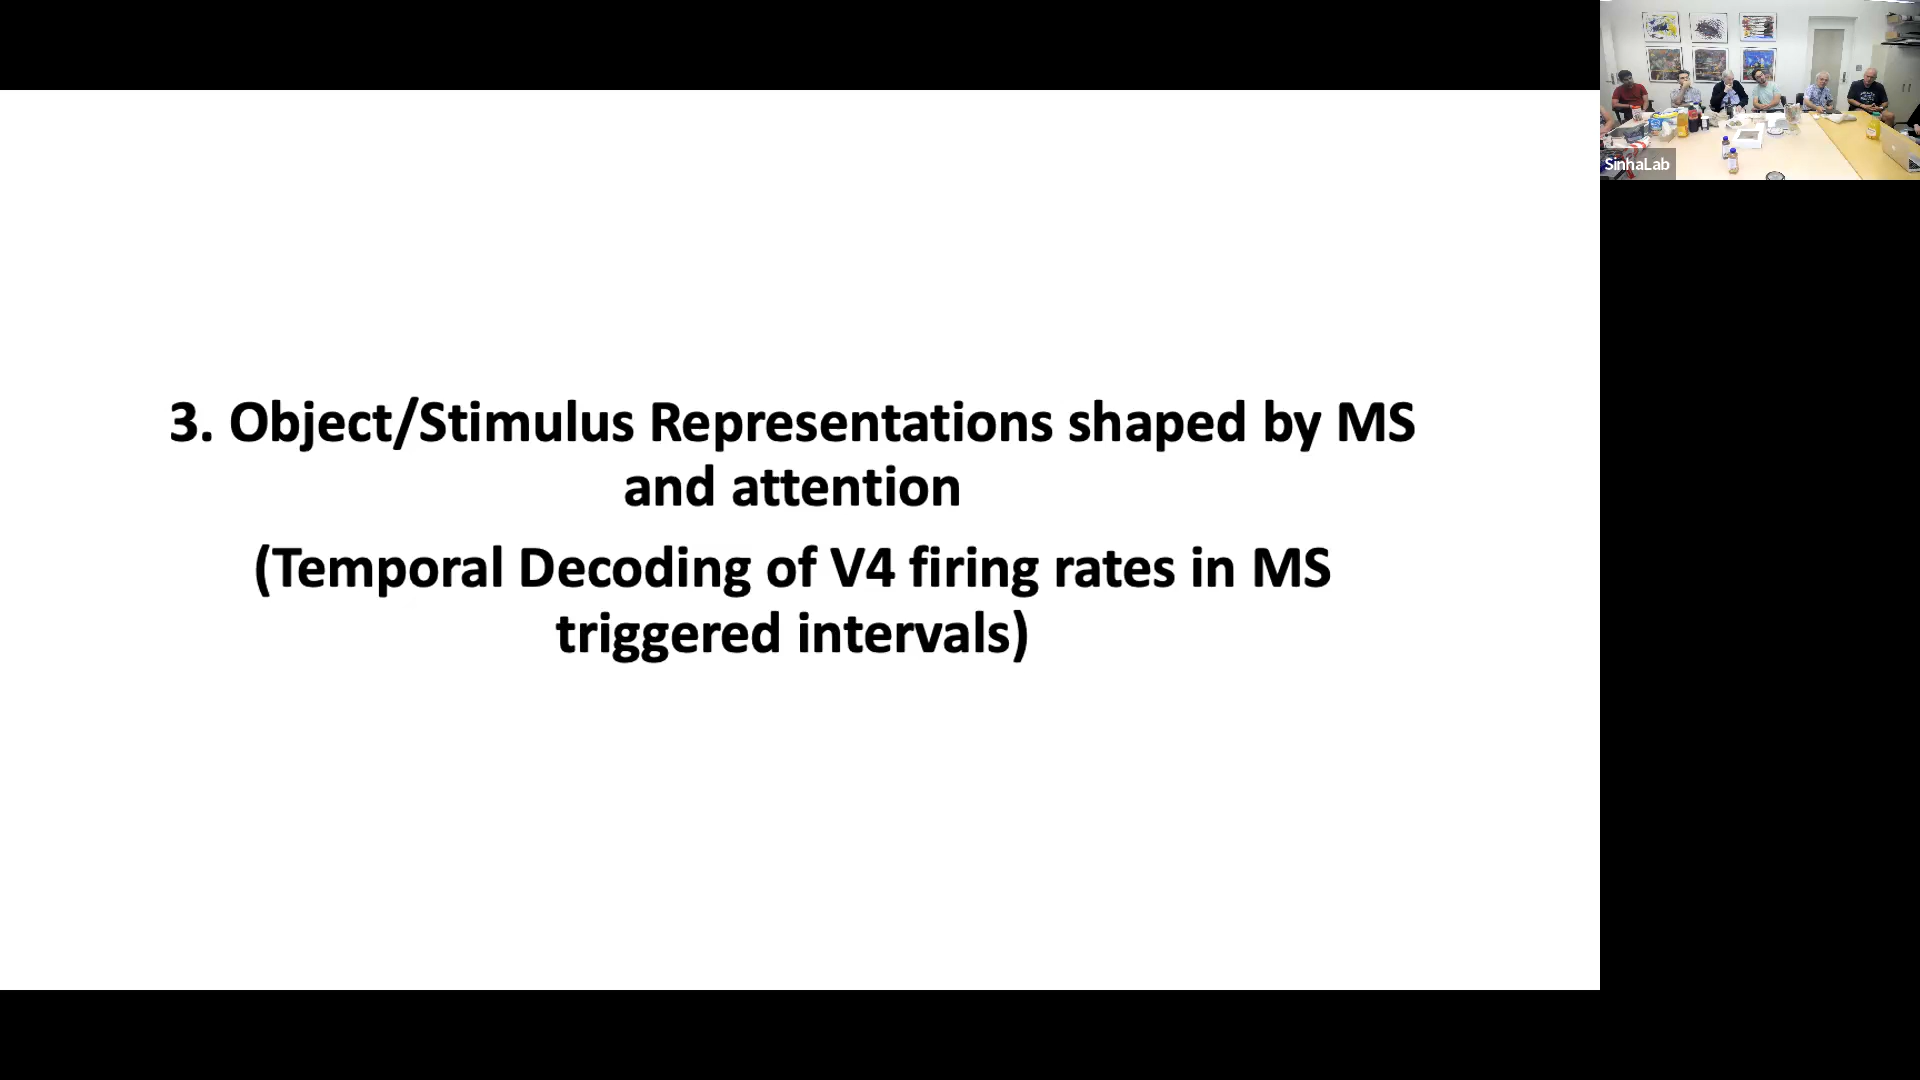 3. Object/Stimulus Representations shaped by MS
and attention
(Temporal Decoding of V4 firing rates in MS
triggered intervals)
SinhaLab